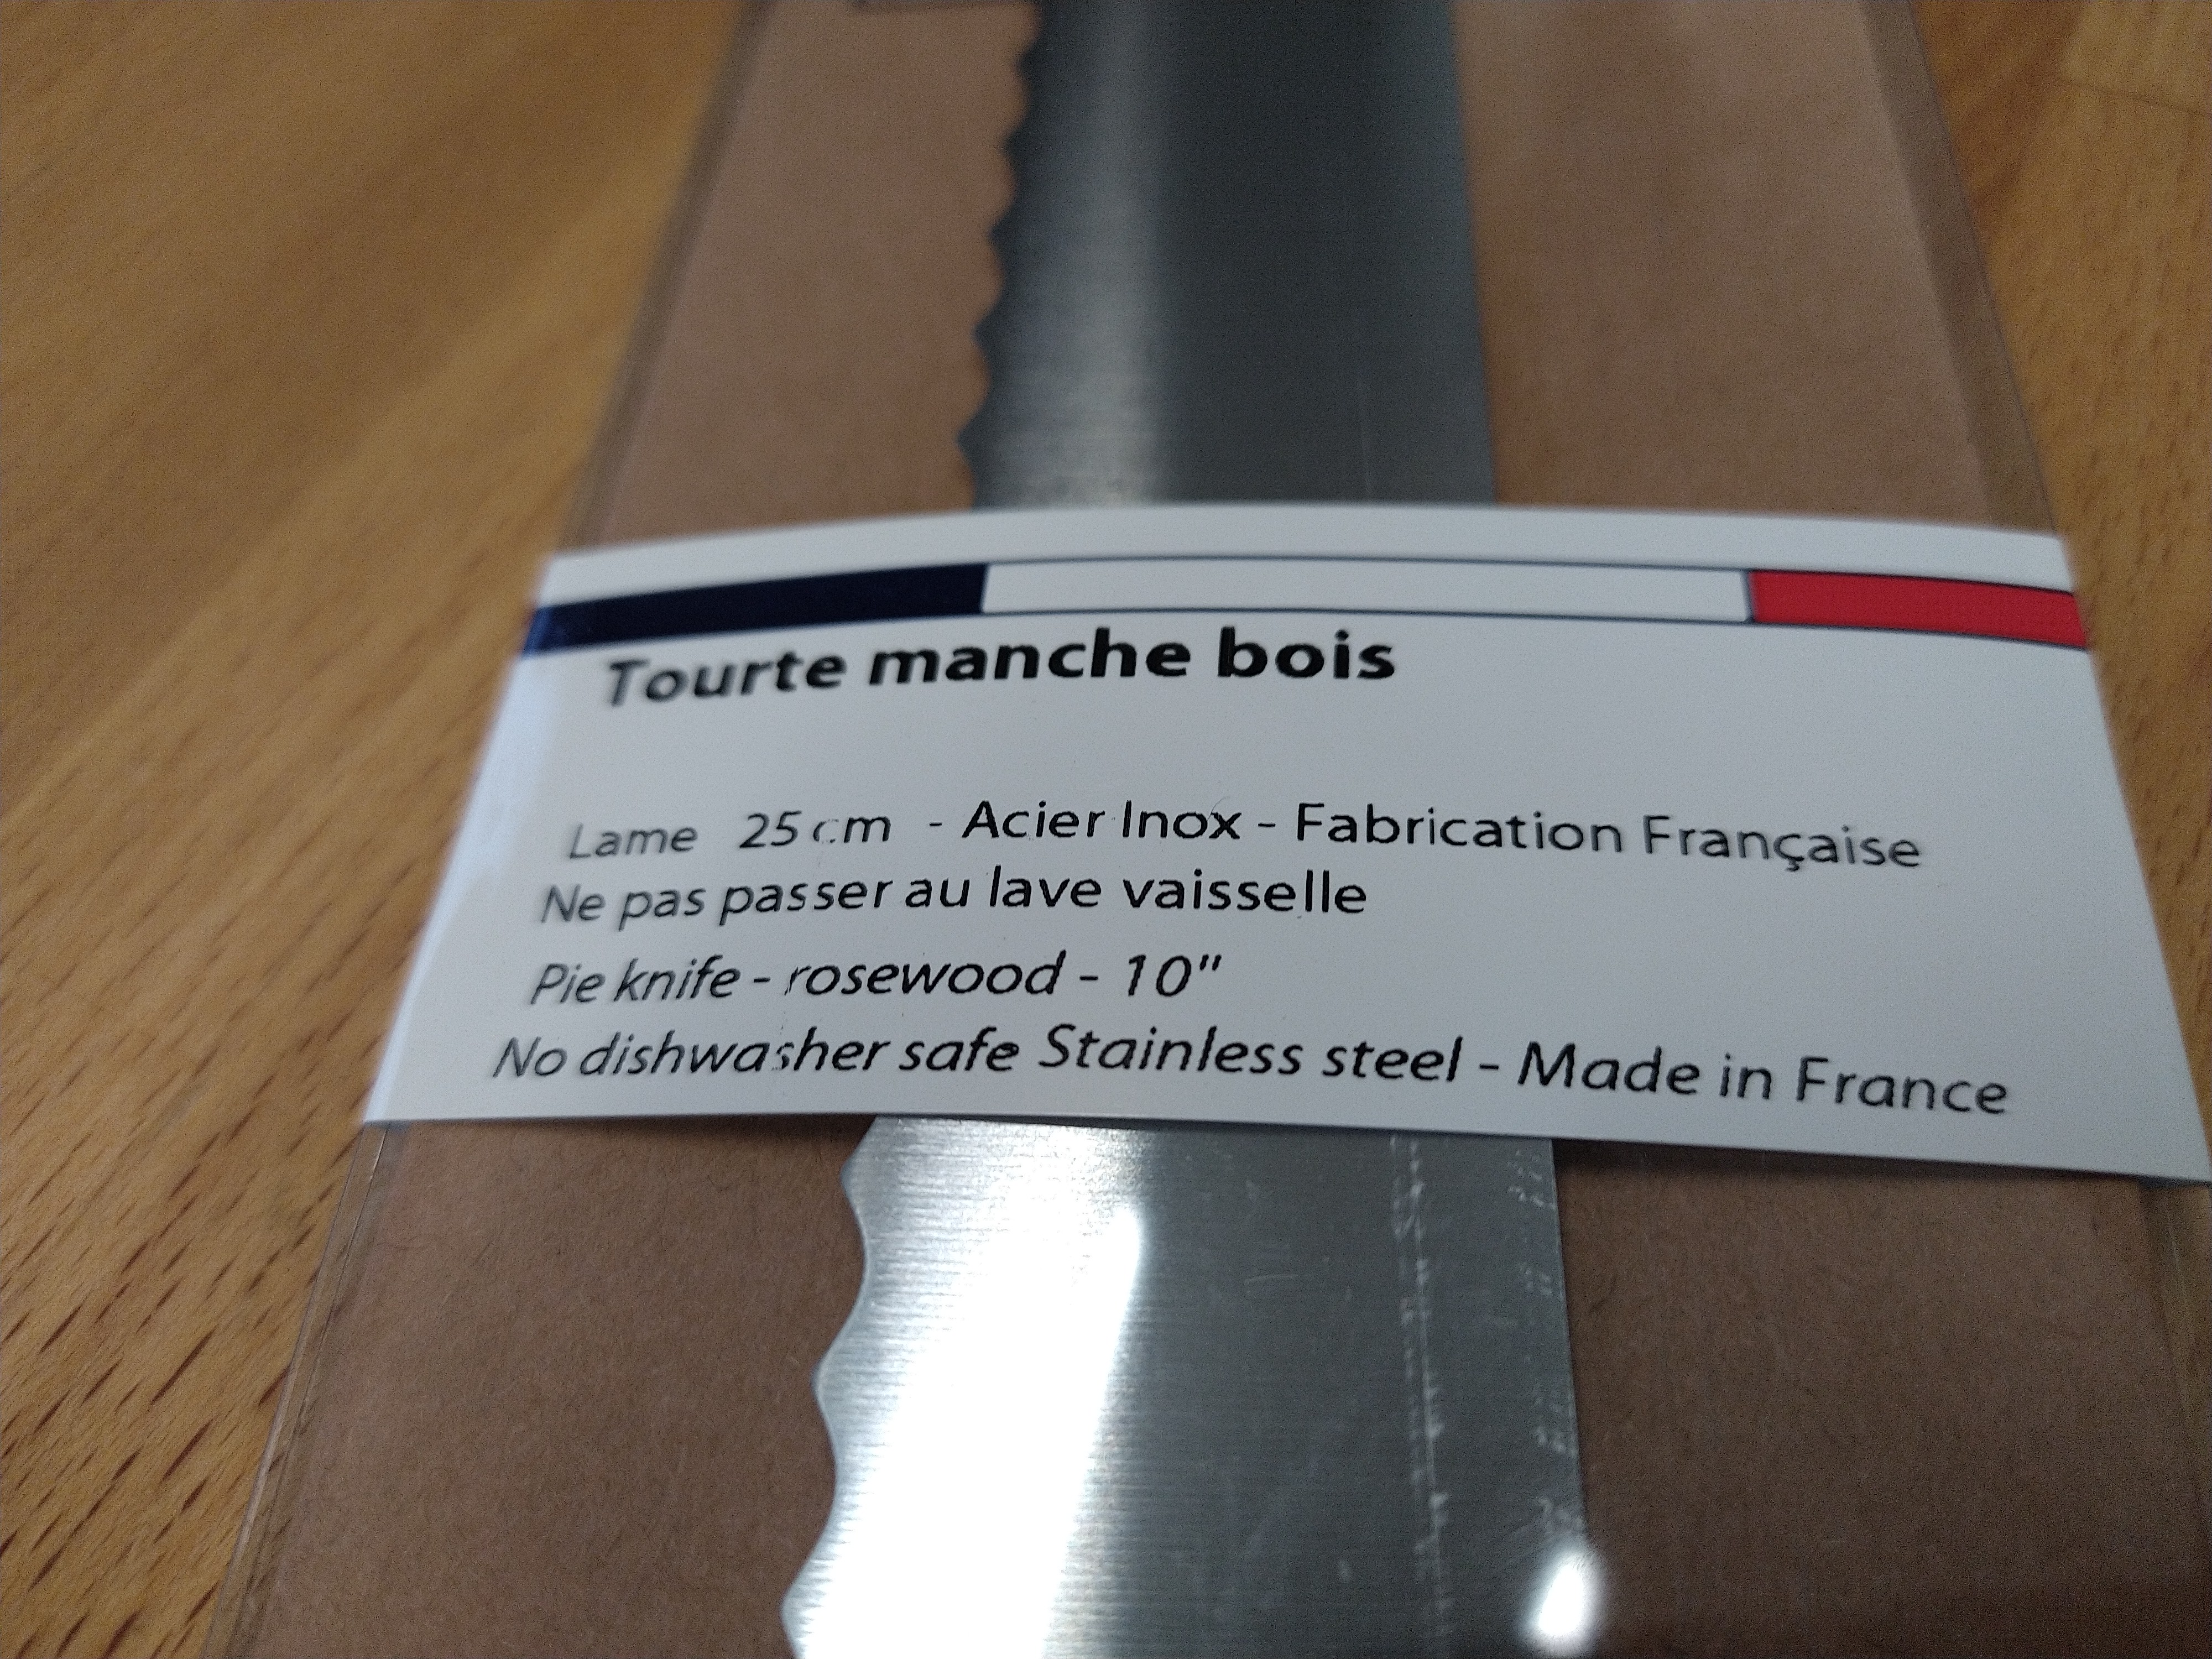 Tourte manche bois
Lame 25 cm - Acier Inox - Fabrication Française
Ne pas passer au lave vaisselle
Pie knife - rosewood - 10"
No dishwasher safe Stainless steel - Made in France